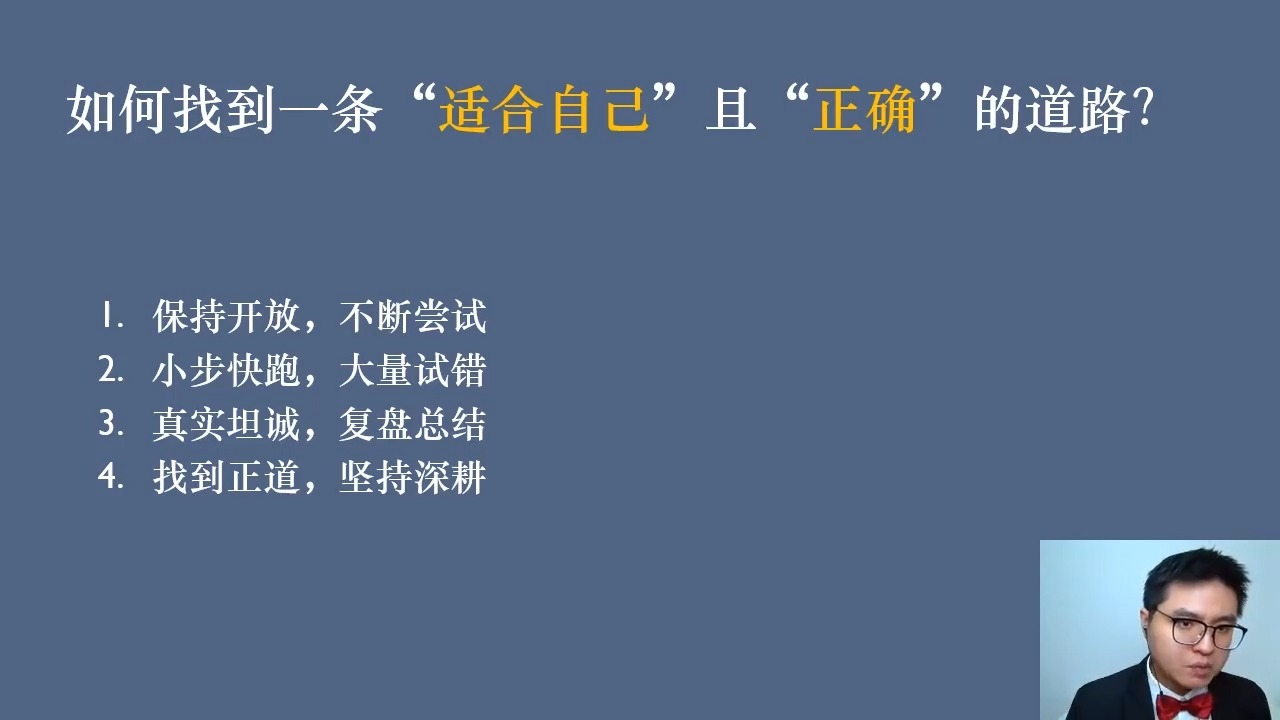 如何找到一条“适合自己”且“正确”的道路？
1. 保持开放，不断尝试
2. 小步快跑，大量试错
3. 真实坦诚，复盘总结
4. 找到正道，坚持深耕